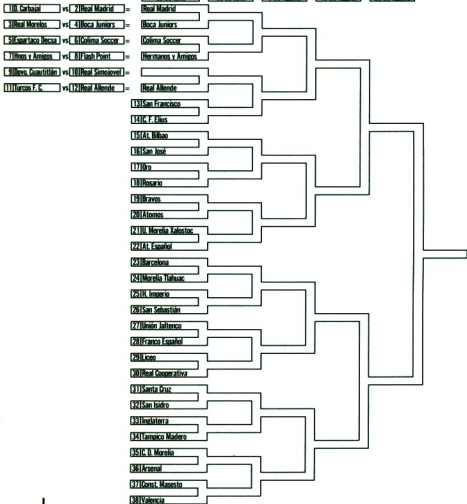 1 D. Carbajal vs 2 Real Madrid = Real Madrid
3 Real Morelos vs 4 Boca Juniors = Boca Juniors
5 Espartaco Decsa vs 6 Colima Soccer = Colima Soccer
7 Hnos y Amigos vs 8 Flash Point = Hermanos y Amigos
9 Dpvo. Cuautitlán vs 10 Real Simojovel =
11 Turcos F. C. vs 12 Real Allende = Real Allende
13 San Francisco
14 C. F. Elius
15 At. Bilbao
16 San José
17 Oro
18 Rosario
19 Bravos
20 Atomos
21 U. Morelia Xalostoc
22 At. Español
23 Barcelona
24 Morelia Tlahuac
25 H. Imperio
26 San Sebastián
27 Unión Jaltenco
28 Franco Español
29 Liceo
30 Real Cooperativa
31 Santa Cruz
32 San Isidro
33 Inglaterra
34 Tampico Madero
35 C. D. Morelia
36 Arsenal
37 Const. Masesto
38 Valencia